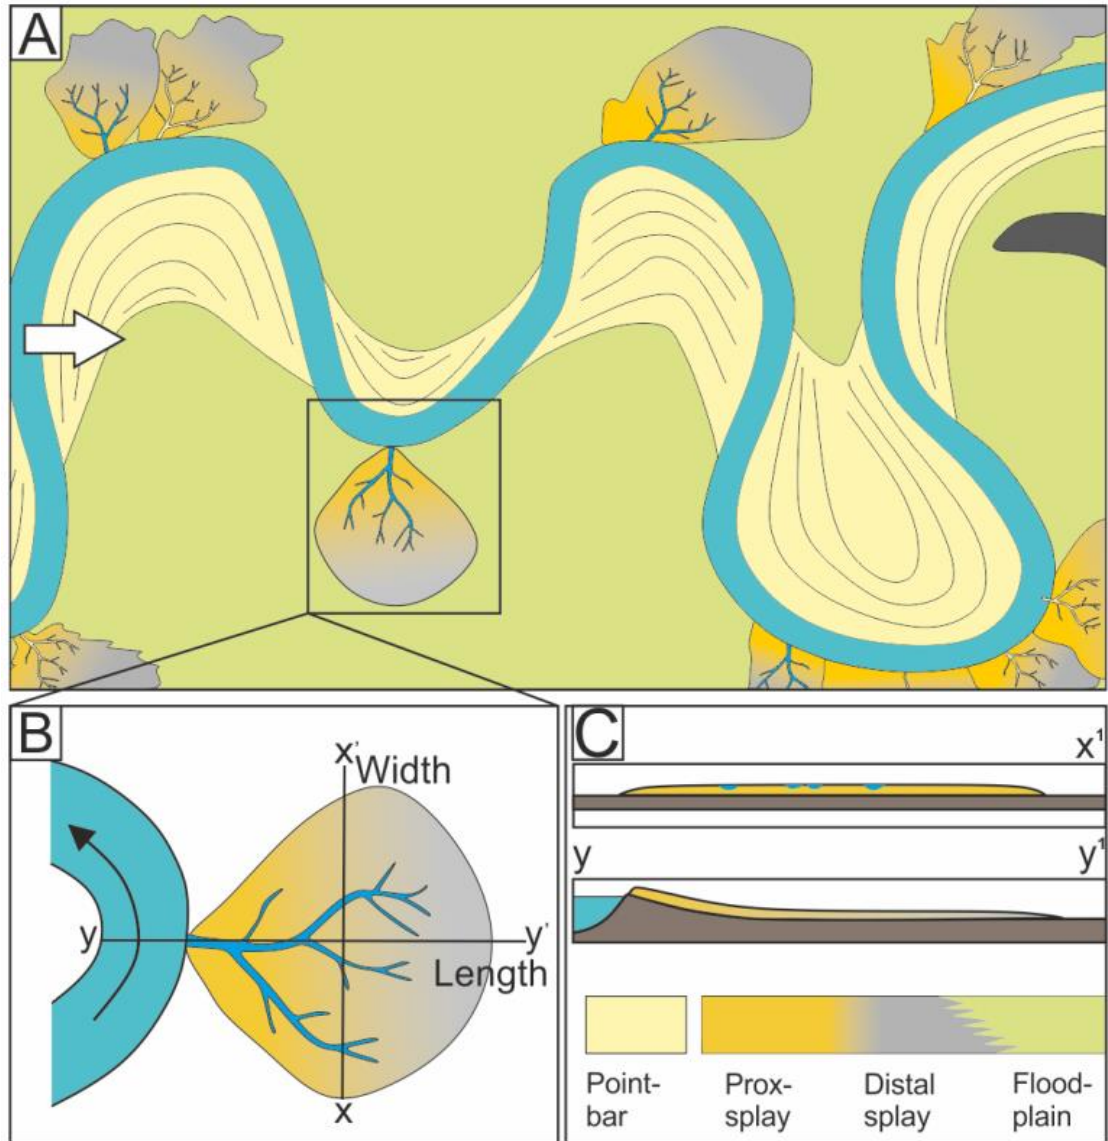 A
B
x'
Width
y
y'
Length
x
C
x¹
y
y¹
Point-
bar
Prox-
splay
Distal
splay
Flood-
plain